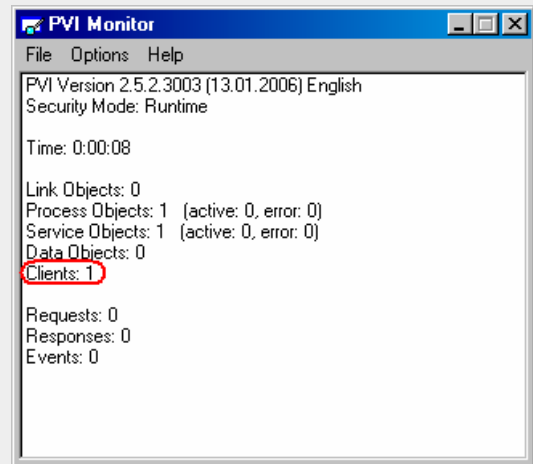 PVI Monitor
File Options Help
PVI Version 2.5.2.3003 (13.01.2006) English
Security Mode: Runtime
Time: 0:00:08
Link Objects: 0
Process Objects: 1 (active: 0, error: 0)
Service Objects: 1 (active: 0, error: 0)
Data Objects: 0
Clients: 1
Requests: 0
Responses: 0
Events: 0